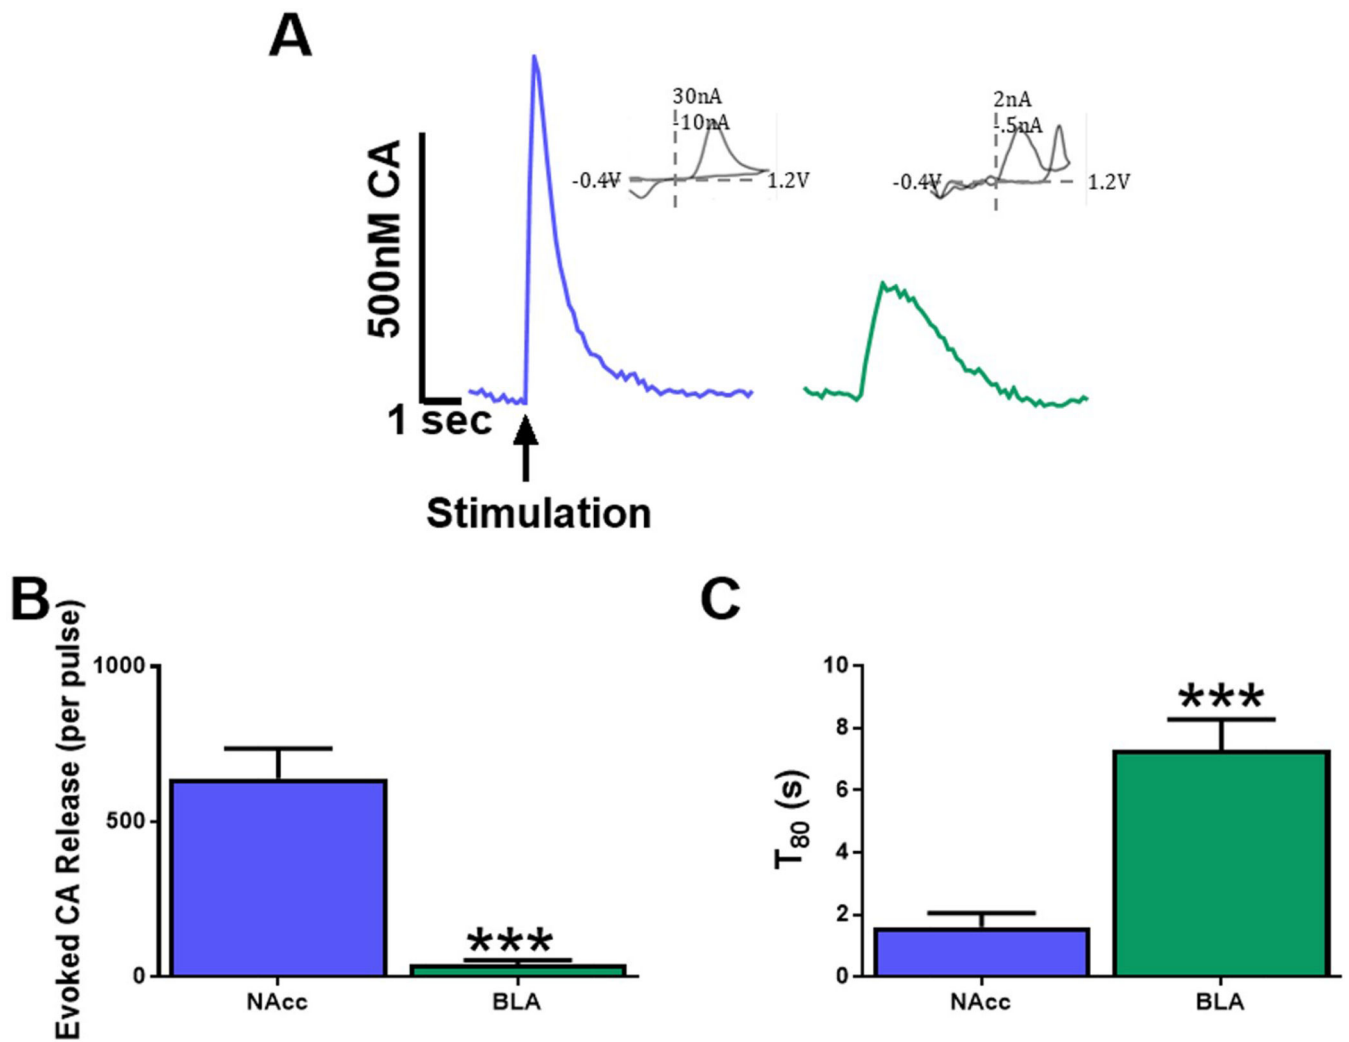 A
500nM CA
1 sec
Stimulation
30nA
-10nA
-0.4V
1.2V
2nA
-.5nA
-0.4V
1.2V
B
Evoked CA Release (per pulse)
1000
500
0
***
NAcc
BLA
C
T80 (s)
10
8
6
4
2
0
***
NAcc
BLA